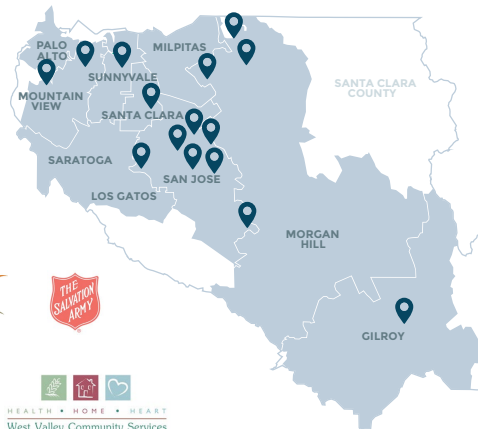 PALO
ALTO
MILPITAS
SUNNYVALE
MOUNTAIN
VIEW
SANTA CLARA
COUNTY
SANTA CLARA
SARATOGA
SAN JOSE
LOS GATOS
MORGAN
HILL
GILROY
THE
SALVATION
ARMY
HEALTH • HOME • HEART
West Valley Community Services